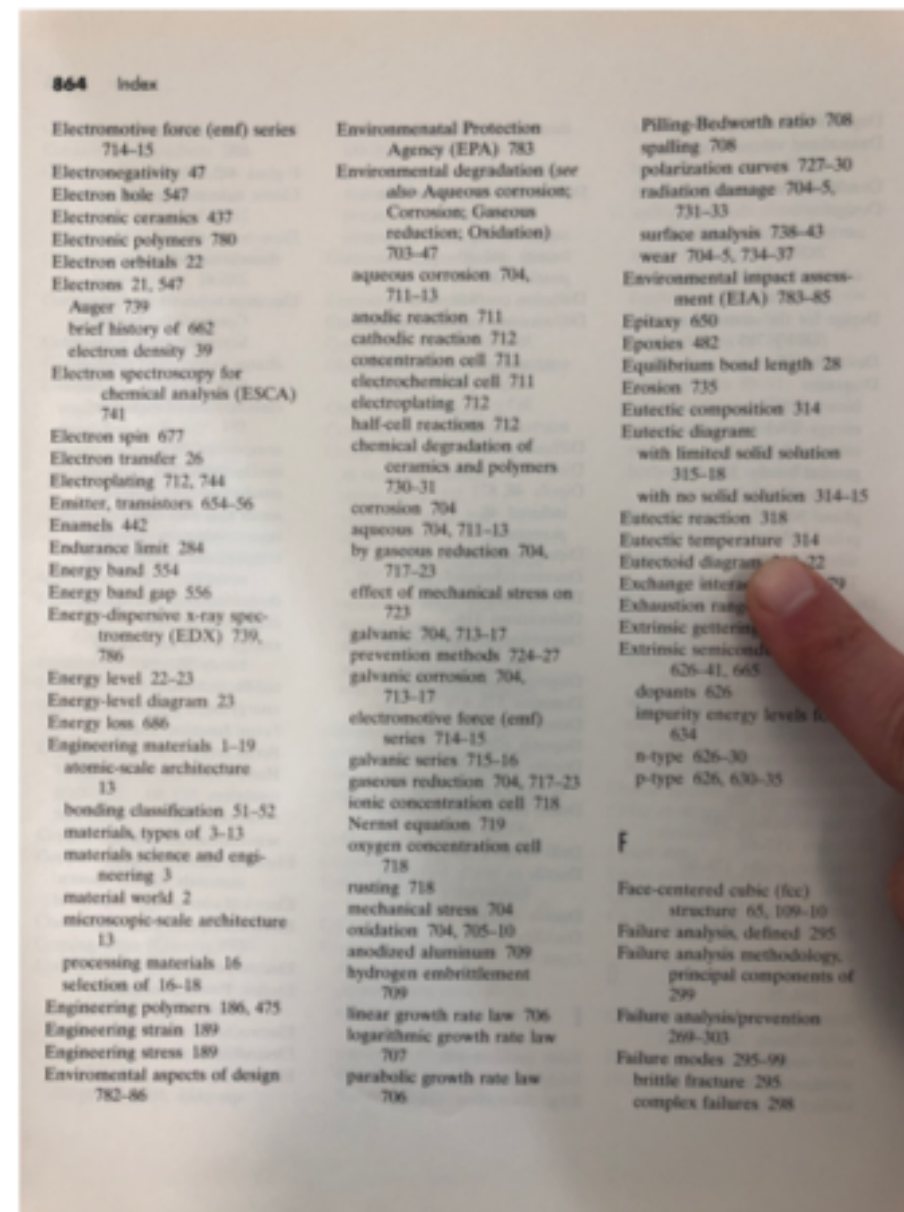 864 Index
Electromotive force (emf) series
714–15
Electronegativity 47
Electron hole 547
Electronic ceramics 437
Electronic polymers 780
Electron orbitals 22
Electrons 21, 547
Auger 739
brief history of 662
electron density 39
Electron spectroscopy for
chemical analysis (ESCA)
741
Electron spin 677
Electron transfer 26
Electroplating 712, 744
Emitter, transistors 654–56
Enamels 442
Endurance limit 284
Energy band 554
Energy band gap 556
Energy-dispersive x-ray spec-
trometry (EDX) 739,
786
Energy level 22–23
Energy-level diagram 23
Energy loss 686
Engineering materials 1–19
atomic-scale architecture
13
bonding classification 51–52
materials, types of 3–13
materials science and engi-
neering 3
material world 2
microscopic-scale architecture
13
processing materials 16
selection of 16–18
Engineering polymers 186, 475
Engineering strain 189
Engineering stress 189
Enviromental aspects of design
782–86
Environmenatal Protection
Agency (EPA) 783
Environmental degradation (see
also Aqueous corrosion;
Corrosion; Gaseous
reduction; Oxidation)
703–47
aqueous corrosion 704,
711–13
anodic reaction 711
cathodic reaction 712
concentration cell 711
electrochemical cell 711
electroplating 712
half-cell reactions 712
chemical degradation of
ceramics and polymers
730–31
corrosion 704
aqueous 704, 711–13
by gaseous reduction 704,
717–23
effect of mechanical stress on
723
galvanic 704, 713–17
prevention methods 724–27
galvanic corrosion 704,
713–17
electromotive force (emf)
series 714–15
galvanic series 715–16
gaseous reduction 704, 717–23
ionic concentration cell 718
Nernst equation 719
oxygen concentration cell
718
rusting 718
mechanical stress 704
oxidation 704, 705–10
anodized aluminum 709
hydrogen embrittlement
709
linear growth rate law 706
logarithmic growth rate law
707
parabolic growth rate law
706
Pilling-Bedworth ratio 708
spalling 708
polarization curves 727–30
radiation damage 704–5,
731–33
surface analysis 738–43
wear 704–5, 734–37
Environmental impact assess-
ment (EIA) 783–85
Epitaxy 650
Epoxies 482
Equilibrium bond length 28
Erosion 735
Eutectic composition 314
Eutectic diagram:
with limited solid solution
315–18
with no solid solution 314–15
Eutectic reaction 318
Eutectic temperature 314
Eutectoid diagram
Exchange
Exhaustion
Extrinsic gettering
Extrinsic
626–41, 665
dopants 626
impurity energy levels
634
n-type 626–30
p-type 626, 630–35
F
Face-centered cubic (fcc)
structure 65, 109–10
Failure analysis, defined 295
Failure analysis methodology,
principal components of
299
Failure analysis/prevention
269–303
Failure modes 295–99
brittle fracture 295
complex failures 298